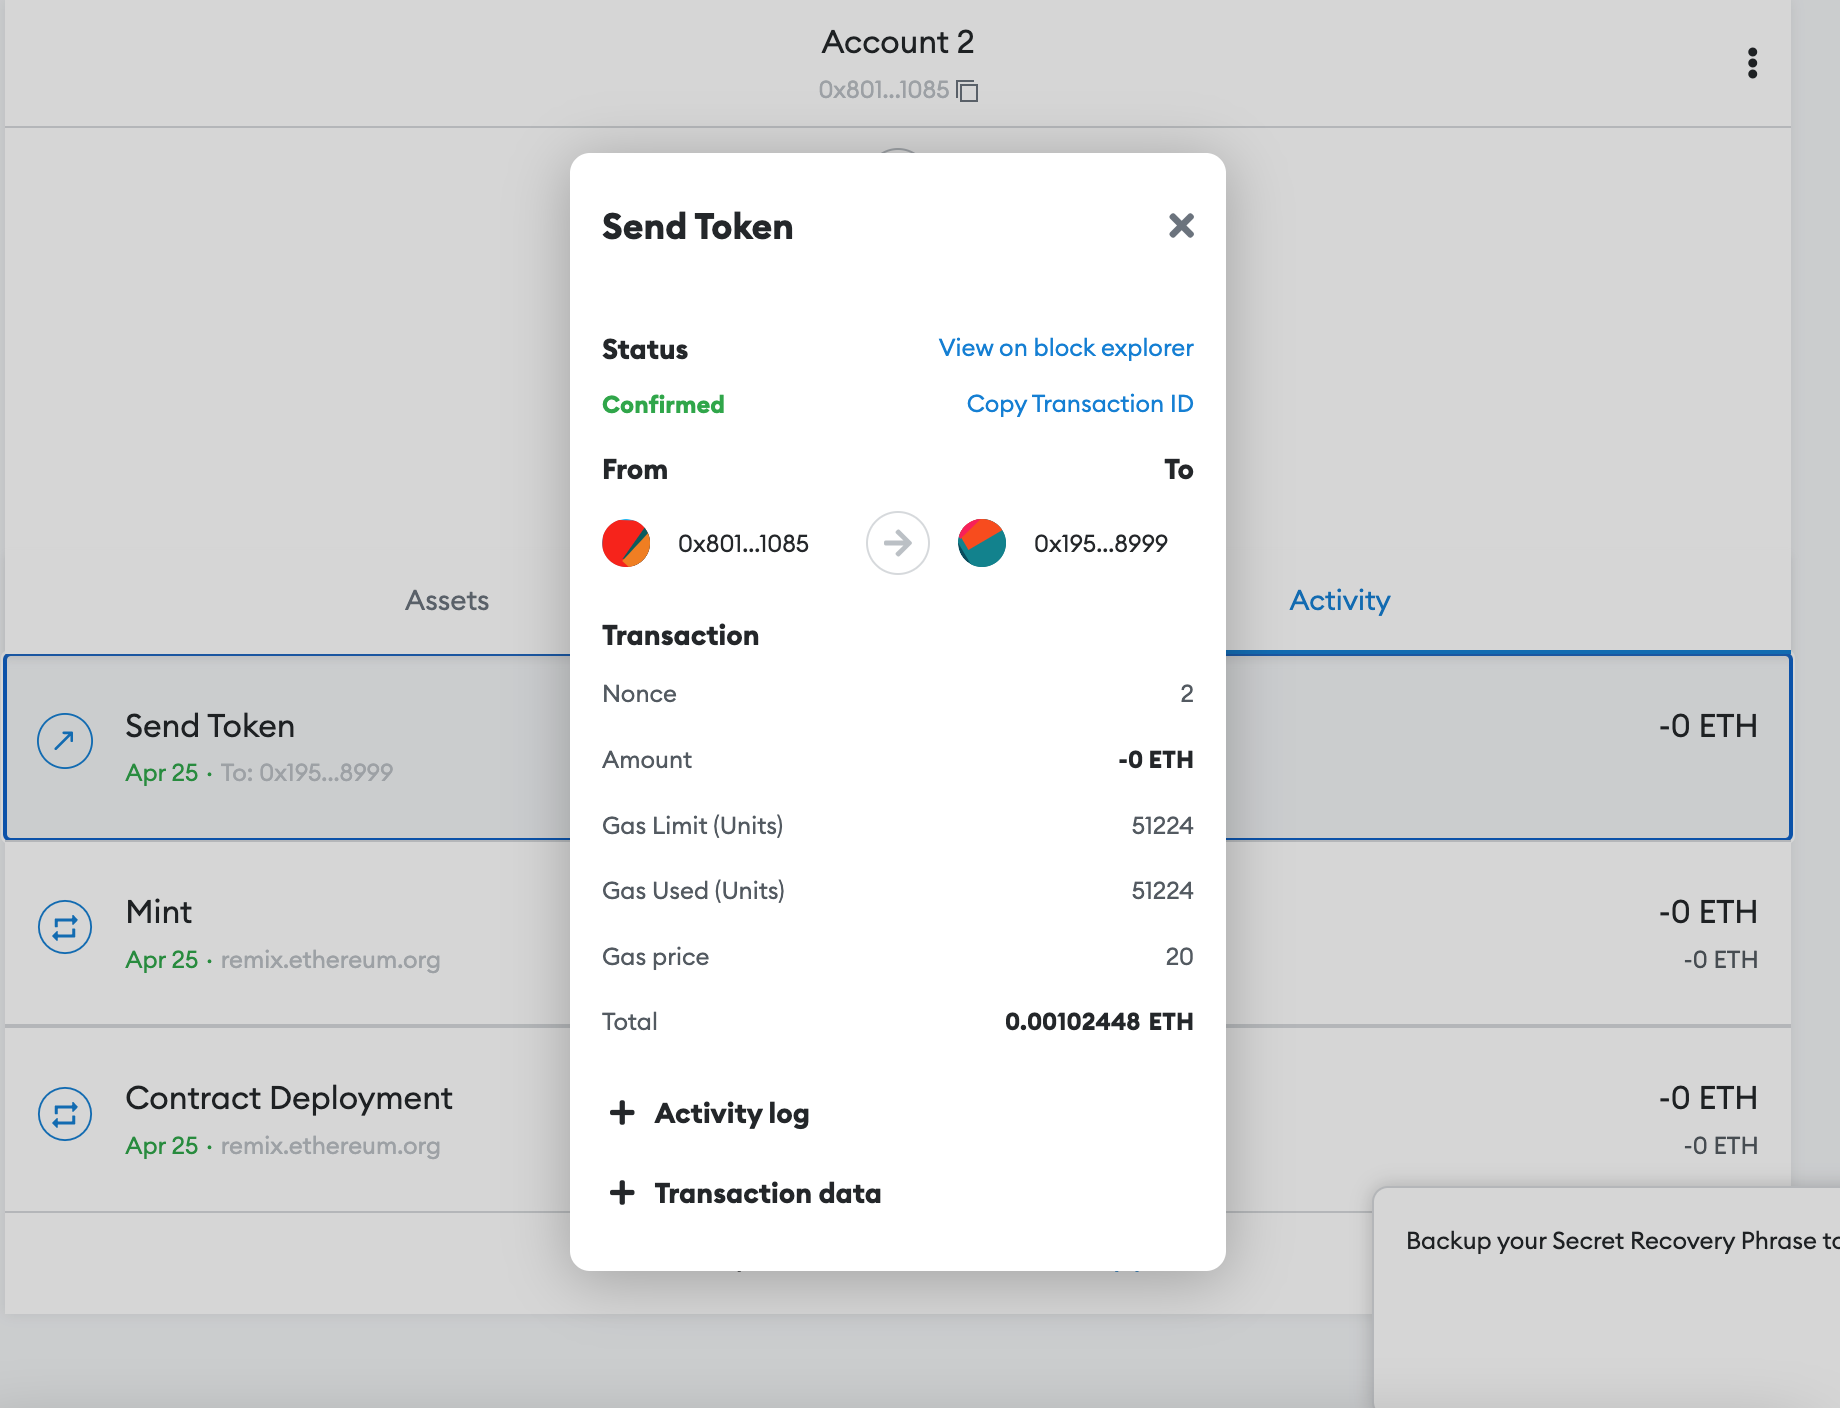 Account 2
0x801...1085
Send Token
Status
View on block explorer
Confirmed
Copy Transaction ID
From
To
0x801...1085
0x195...8999
Assets
Activity
Transaction
Nonce
2
Amount
-0 ETH
Gas Limit (Units)
51224
Gas Used (Units)
51224
Gas price
20
Total
0.00102448 ETH
Activity log
Transaction data
Send Token
Apr 25 · To: 0x195...8999
-0 ETH
Mint
Apr 25 · remix.ethereum.org
-0 ETH
-0 ETH
Contract Deployment
Apr 25 · remix.ethereum.org
-0 ETH
-0 ETH
Backup your Secret Recovery Phrase to